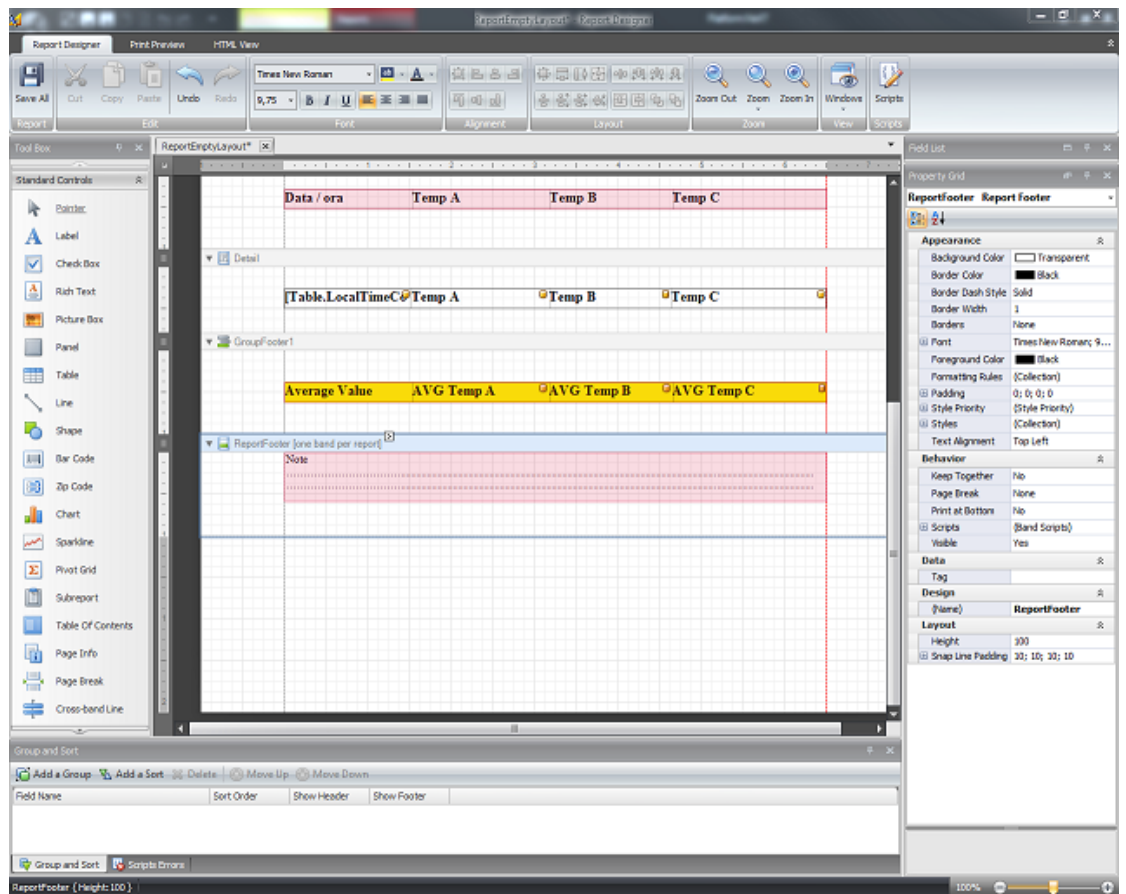 ReportEmptyLayout* - Report Designer
Report Designer Print Preview HTML View
Times New Roman
9,75 B I U
Save All Cut Copy Paste Undo Redo Zoom Out Zoom Zoom In Windows Scripts
Report Edit Font Alignment Layout Zoom View Scripts
Tool Box
ReportEmptyLayout*
Field List
Standard Controls
Pointer
Label
Check Box
Rich Text
Picture Box
Panel
Table
Line
Shape
Bar Code
Zip Code
Chart
Sparkline
Pivot Grid
Subreport
Table Of Contents
Page Info
Page Break
Cross-band Line
Data / ora Temp A Temp B Temp C
Detail
[Table.LocalTimeC Temp A Temp B Temp C
GroupFooter1
Average Value AVG Temp A AVG Temp B AVG Temp C
ReportFooter [one band per report]
Note
Property Grid
ReportFooter Report Footer
Appearance
Background Color Transparent
Border Color Black
Border Dash Style Solid
Border Width 1
Borders None
Font Times New Roman; 9...
Foreground Color Black
Formatting Rules (Collection)
Padding 0; 0; 0; 0
Style Priority (Style Priority)
Styles (Collection)
Text Alignment Top Left
Behavior
Keep Together No
Page Break None
Print at Bottom No
Scripts (Band Scripts)
Visible Yes
Data
Tag
Design
(Name) ReportFooter
Layout
Height 100
Snap Line Padding 10; 10; 10; 10
Group and Sort
Add a Group Add a Sort Delete Move Up Move Down
Field Name Sort Order Show Header Show Footer
Group and Sort Scripts Errors
ReportFooter { Height: 100 } 100%